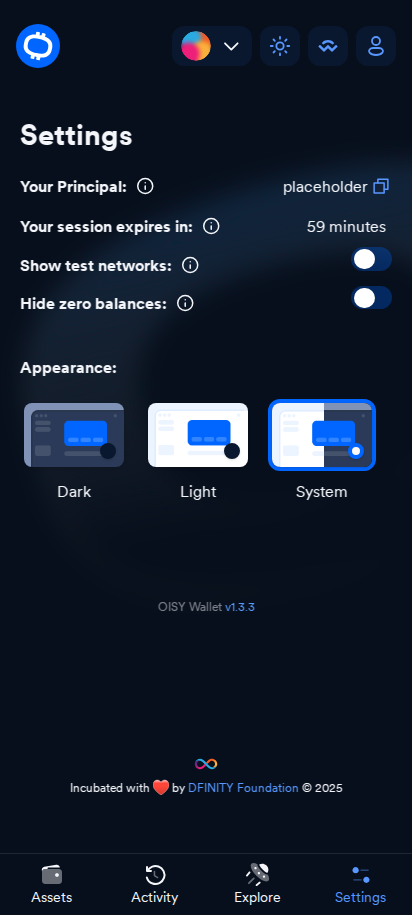 Settings
Your Principal: placeholder
Your session expires in: 59 minutes
Show test networks:
Hide zero balances:
Appearance:
Dark Light System
OISY Wallet v1.3.3
Incubated with ❤️ by DFINITY Foundation © 2025
Assets Activity Explore Settings